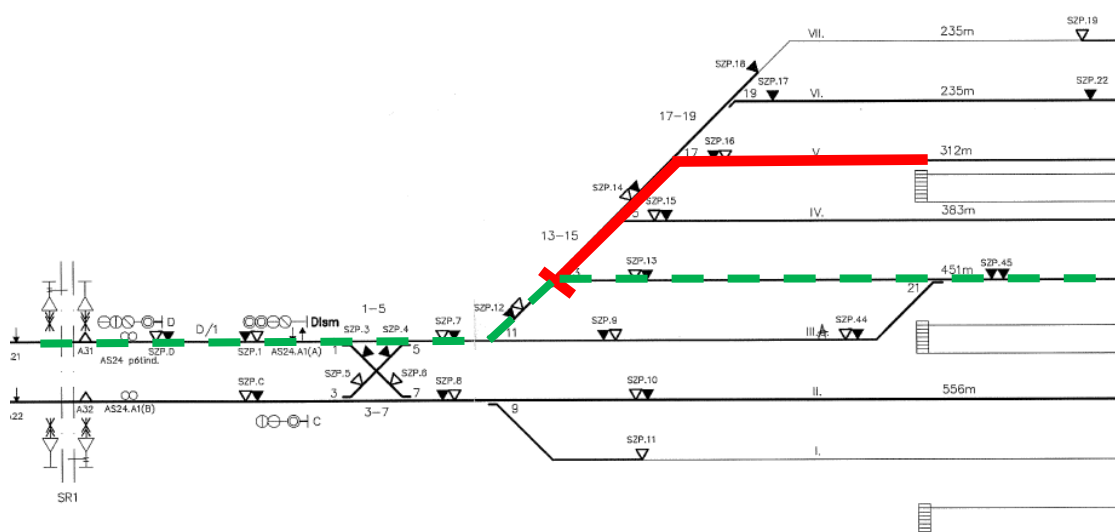 VII.
235m
SZP.19
SZP.18
SZP.17
19
VI.
235m
SZP.22
17-19
SZP.16
17
V.
312m
SZP.14
SZP.15
IV.
383m
13-15
SZP.13
451m
SZP.45
21
SZP.12
11
D
DIsm
D/1
1-5
SZP.3
SZP.4
SZP.7
SZP.9
III.A
SZP.44
21
A31
AS24 pótind.
SZP.D
SZP.1
AS24.A1(A)
1
5
SZP.5
SZP.6
SZP.C
3
7
SZP.8
SZP.10
II.
556m
A32
AS24.A1(B)
3-7
C
9
SZP.11
I.
SR1